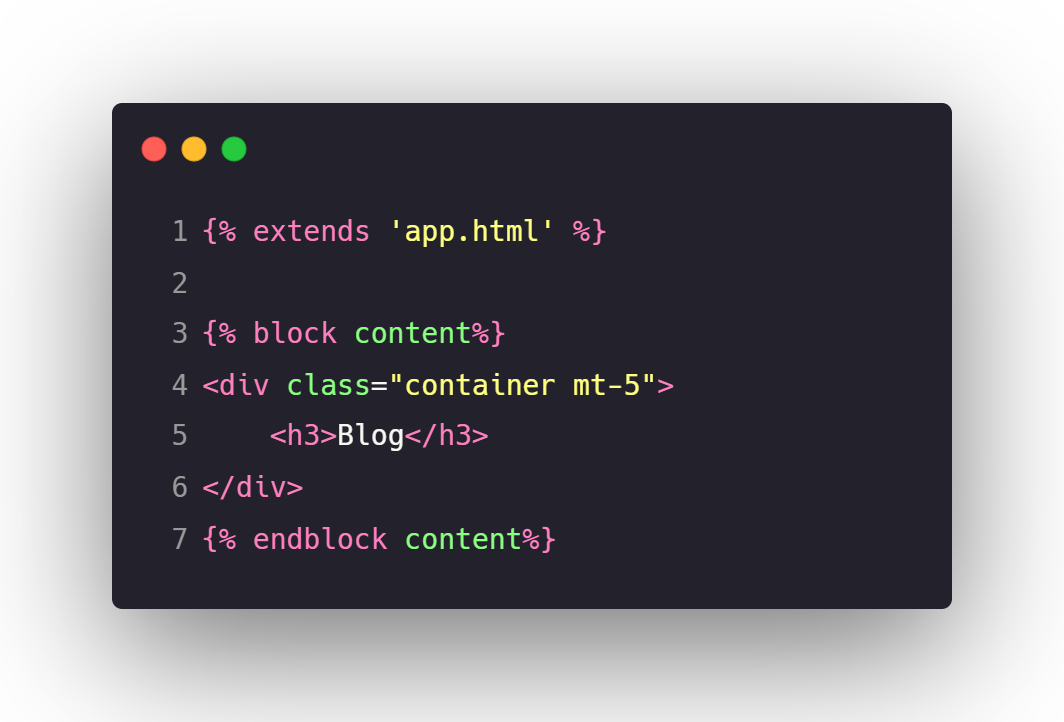 1 {% extends 'app.html' %}
2
3 {% block content%}
4 <div class="container mt-5">
5     <h3>Blog</h3>
6 </div>
7 {% endblock content%}